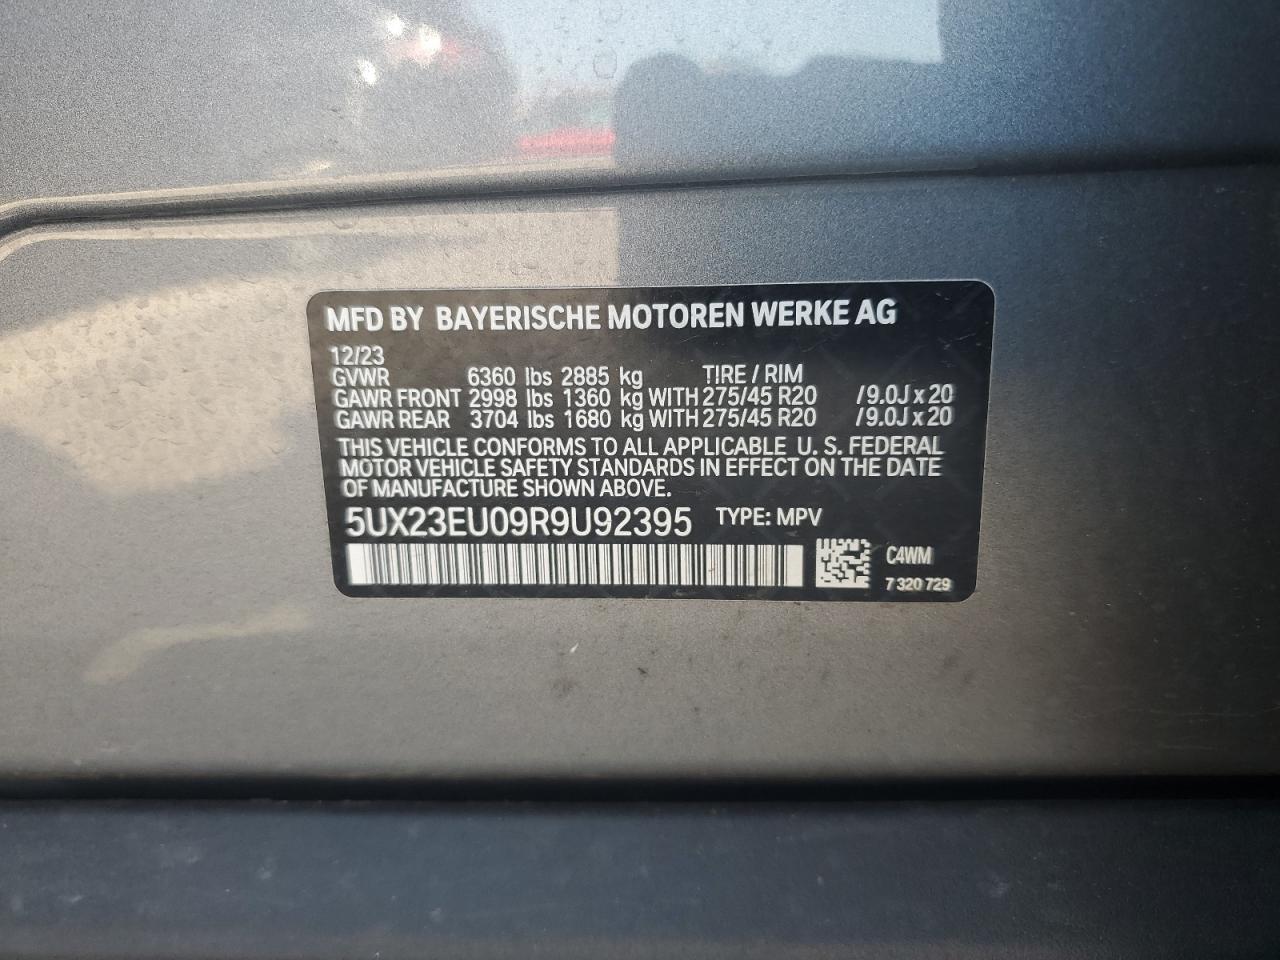 MFD BY BAYERISCHE MOTOREN WERKE AG
12/23
GVWR 6360 lbs 2885 kg TIRE / RIM
GAWR FRONT 2998 lbs 1360 kg WITH 275/45 R20 /9.0J x 20
GAWR REAR 3704 lbs 1680 kg WITH 275/45 R20 /9.0J x 20
THIS VEHICLE CONFORMS TO ALL APPLICABLE U. S. FEDERAL
MOTOR VEHICLE SAFETY STANDARDS IN EFFECT ON THE DATE
OF MANUFACTURE SHOWN ABOVE.
5UX23EU09R9U92395 TYPE: MPV
C4WM
7 320 729